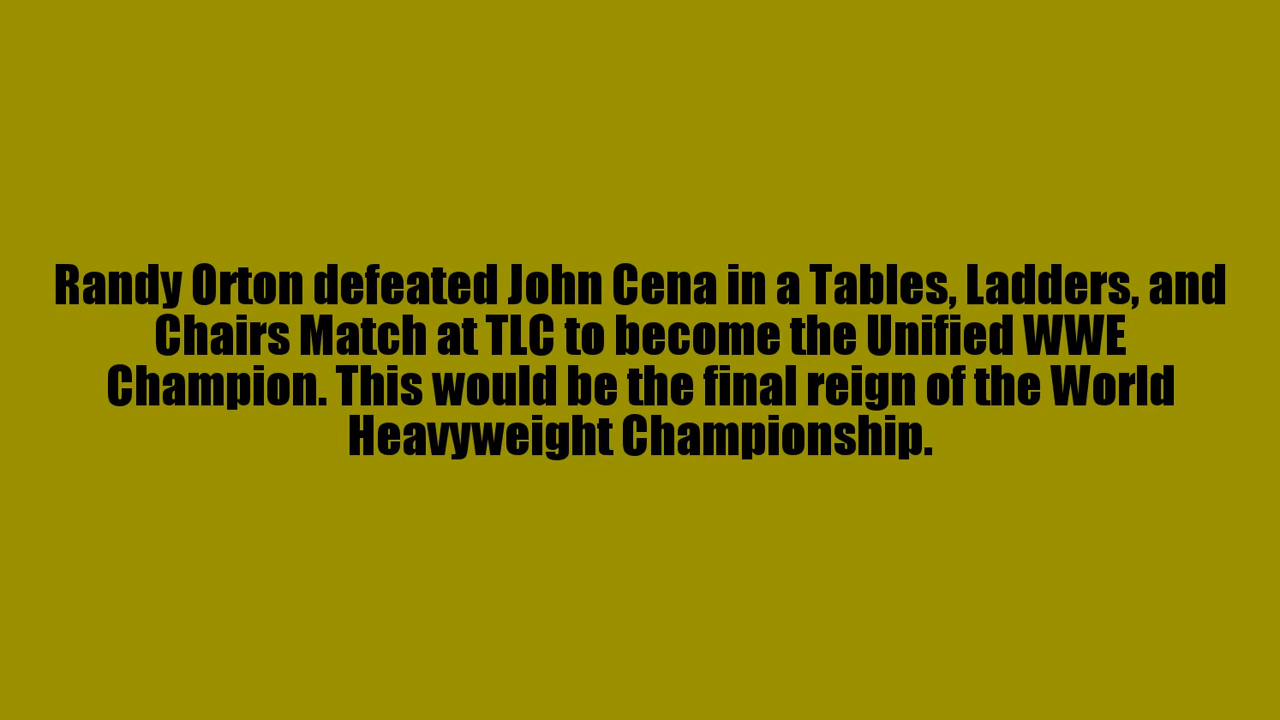 Randy Orton defeated John Cena in a Tables, Ladders, and
Chairs Match at TLC to become the Unified WWE
Champion. This would be the final reign of the World
Heavyweight Championship.